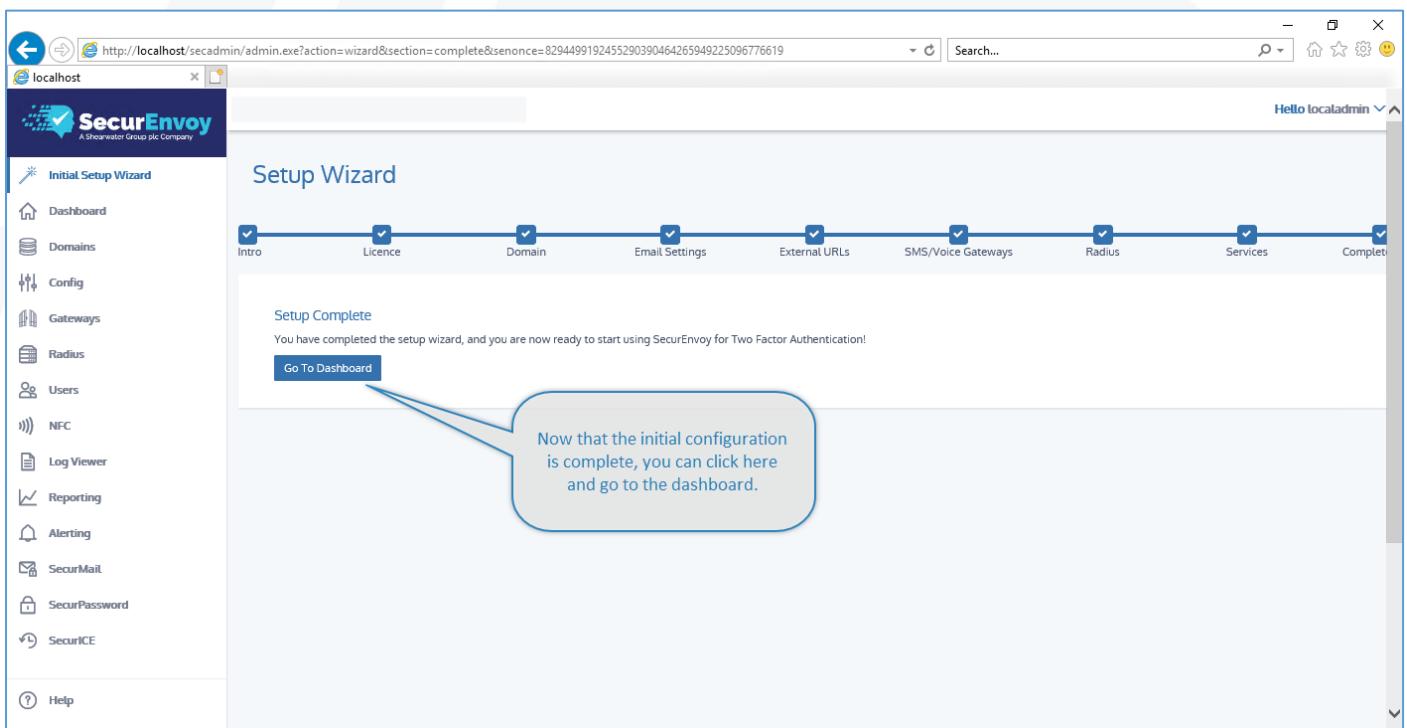 http://localhost/secadmin/admin.exe?action=wizard&section=complete&senonce=82944991924552903904642659492250967766​19
Search...
localhost
SecurEnvoy
A Shearwater Group plc Company
Hello localadmin
Initial Setup Wizard
Dashboard
Domains
Config
Gateways
Radius
Users
NFC
Log Viewer
Reporting
Alerting
SecurMail
SecurPassword
SecurICE
Help
Setup Wizard
Intro
Licence
Domain
Email Settings
External URLs
SMS/Voice Gateways
Radius
Services
Complet
Setup Complete
You have completed the setup wizard, and you are now ready to start using SecurEnvoy for Two Factor Authentication!
Go To Dashboard
Now that the initial configuration
is complete, you can click here
and go to the dashboard.